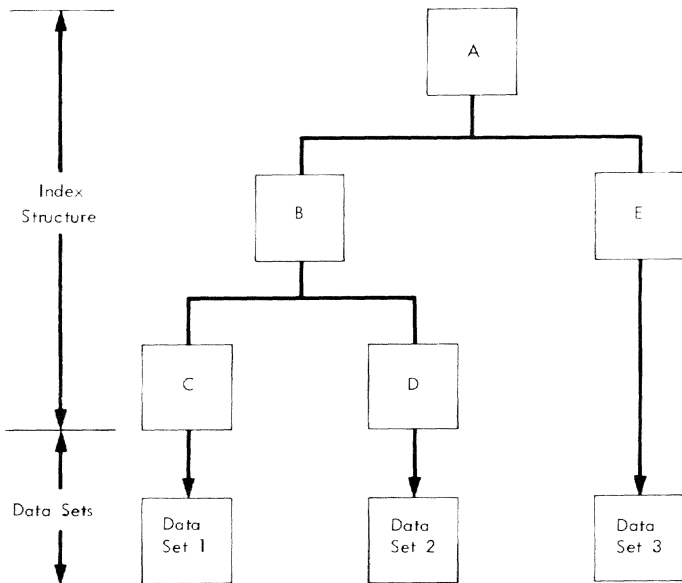 A
Index
Structure
B
E
C
D
Data Sets
Data
Set 1
Data
Set 2
Data
Set 3